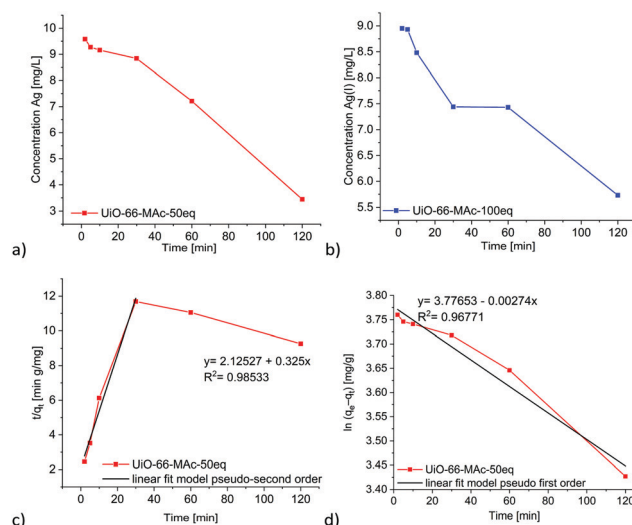 10
9
8
7
6
5
4
3
Concentration Ag [mg/L]
UiO-66-MAc-50eq
0 20 40 60 80 100 120
Time [min]
a)
9.0
8.5
8.0
7.5
7.0
6.5
6.0
5.5
Concentration Ag(I) [mg/L]
UiO-66-MAc-100eq
0 20 40 60 80 100 120
Time [min]
b)
14
12
10
8
6
4
2
t/qt [min g/mg]
y= 2.12527 + 0.325x
R2= 0.98533
UiO-66-MAc-50eq
linear fit model pseudo-second order
0 20 40 60 80 100 120
Time [min]
c)
3.80
3.75
3.70
3.65
3.60
3.55
3.50
3.45
3.40
ln (qe−qt) [mg/g]
y= 3.77653 - 0.00274x
R2= 0.96771
UiO-66-MAc-50eq
linear fit model pseudo first order
0 20 40 60 80 100 120
Time [min]
d)